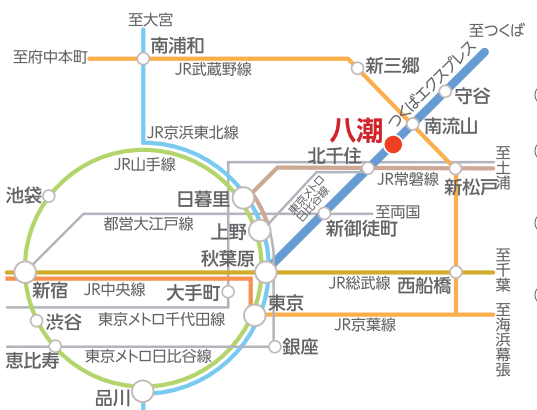 至大宮
至つくば
南浦和
至府中本町
JR武蔵野線
新三郷
つくばエクスプレス
守谷
八潮
南流山
JR京浜東北線
北千住
至土浦
JR山手線
JR常磐線
新松戸
池袋
日暮里
東京メトロ
日比谷線
至両国
都営大江戸線
上野
新御徒町
秋葉原
至千葉
新宿
JR中央線
大手町
JR総武線
西船橋
東京
至海浜幕張
渋谷
東京メトロ千代田線
JR京葉線
恵比寿
東京メトロ日比谷線
銀座
品川